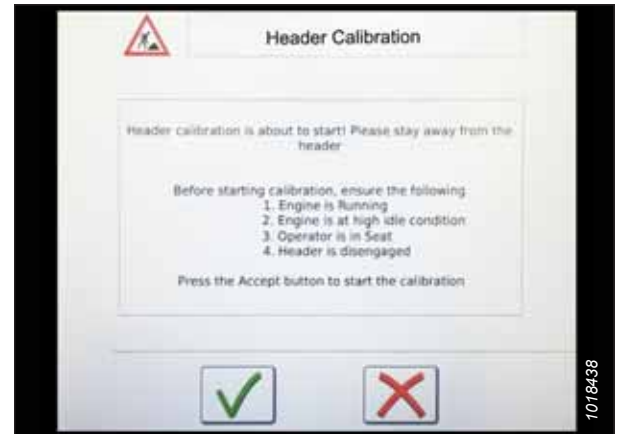 Header Calibration
Header calibration is about to start! Please stay away from the
header
Before starting calibration, ensure the following
1. Engine is Running
2. Engine is at high idle condition
3. Operator is in Seat
4. Header is disengaged
Press the Accept button to start the calibration
1018438